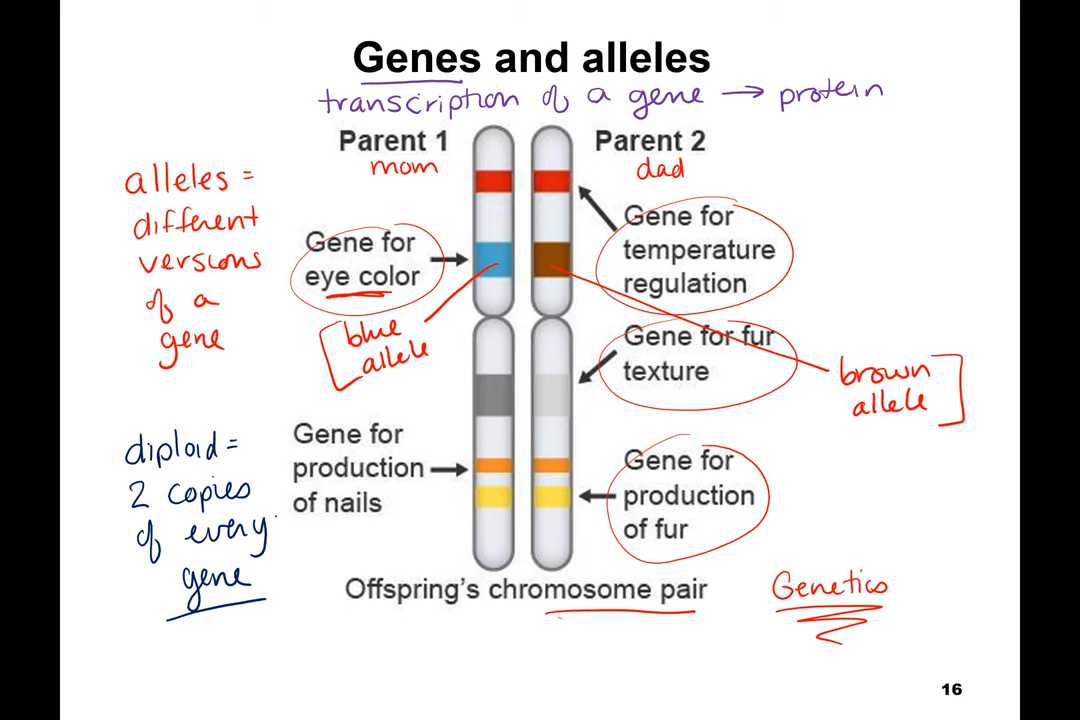 Genes and alleles
transcription of a gene → protein
Parent 1
mom
Parent 2
dad
alleles =
different
versions
of a
gene
Gene for
eye color
Gene for
temperature
regulation
blue
allele
Gene for fur
texture
brown
allele
diploid =
2 copies
of every
gene
Gene for
production
of nails
Gene for
production
of fur
Offspring's chromosome pair
Genetics
16